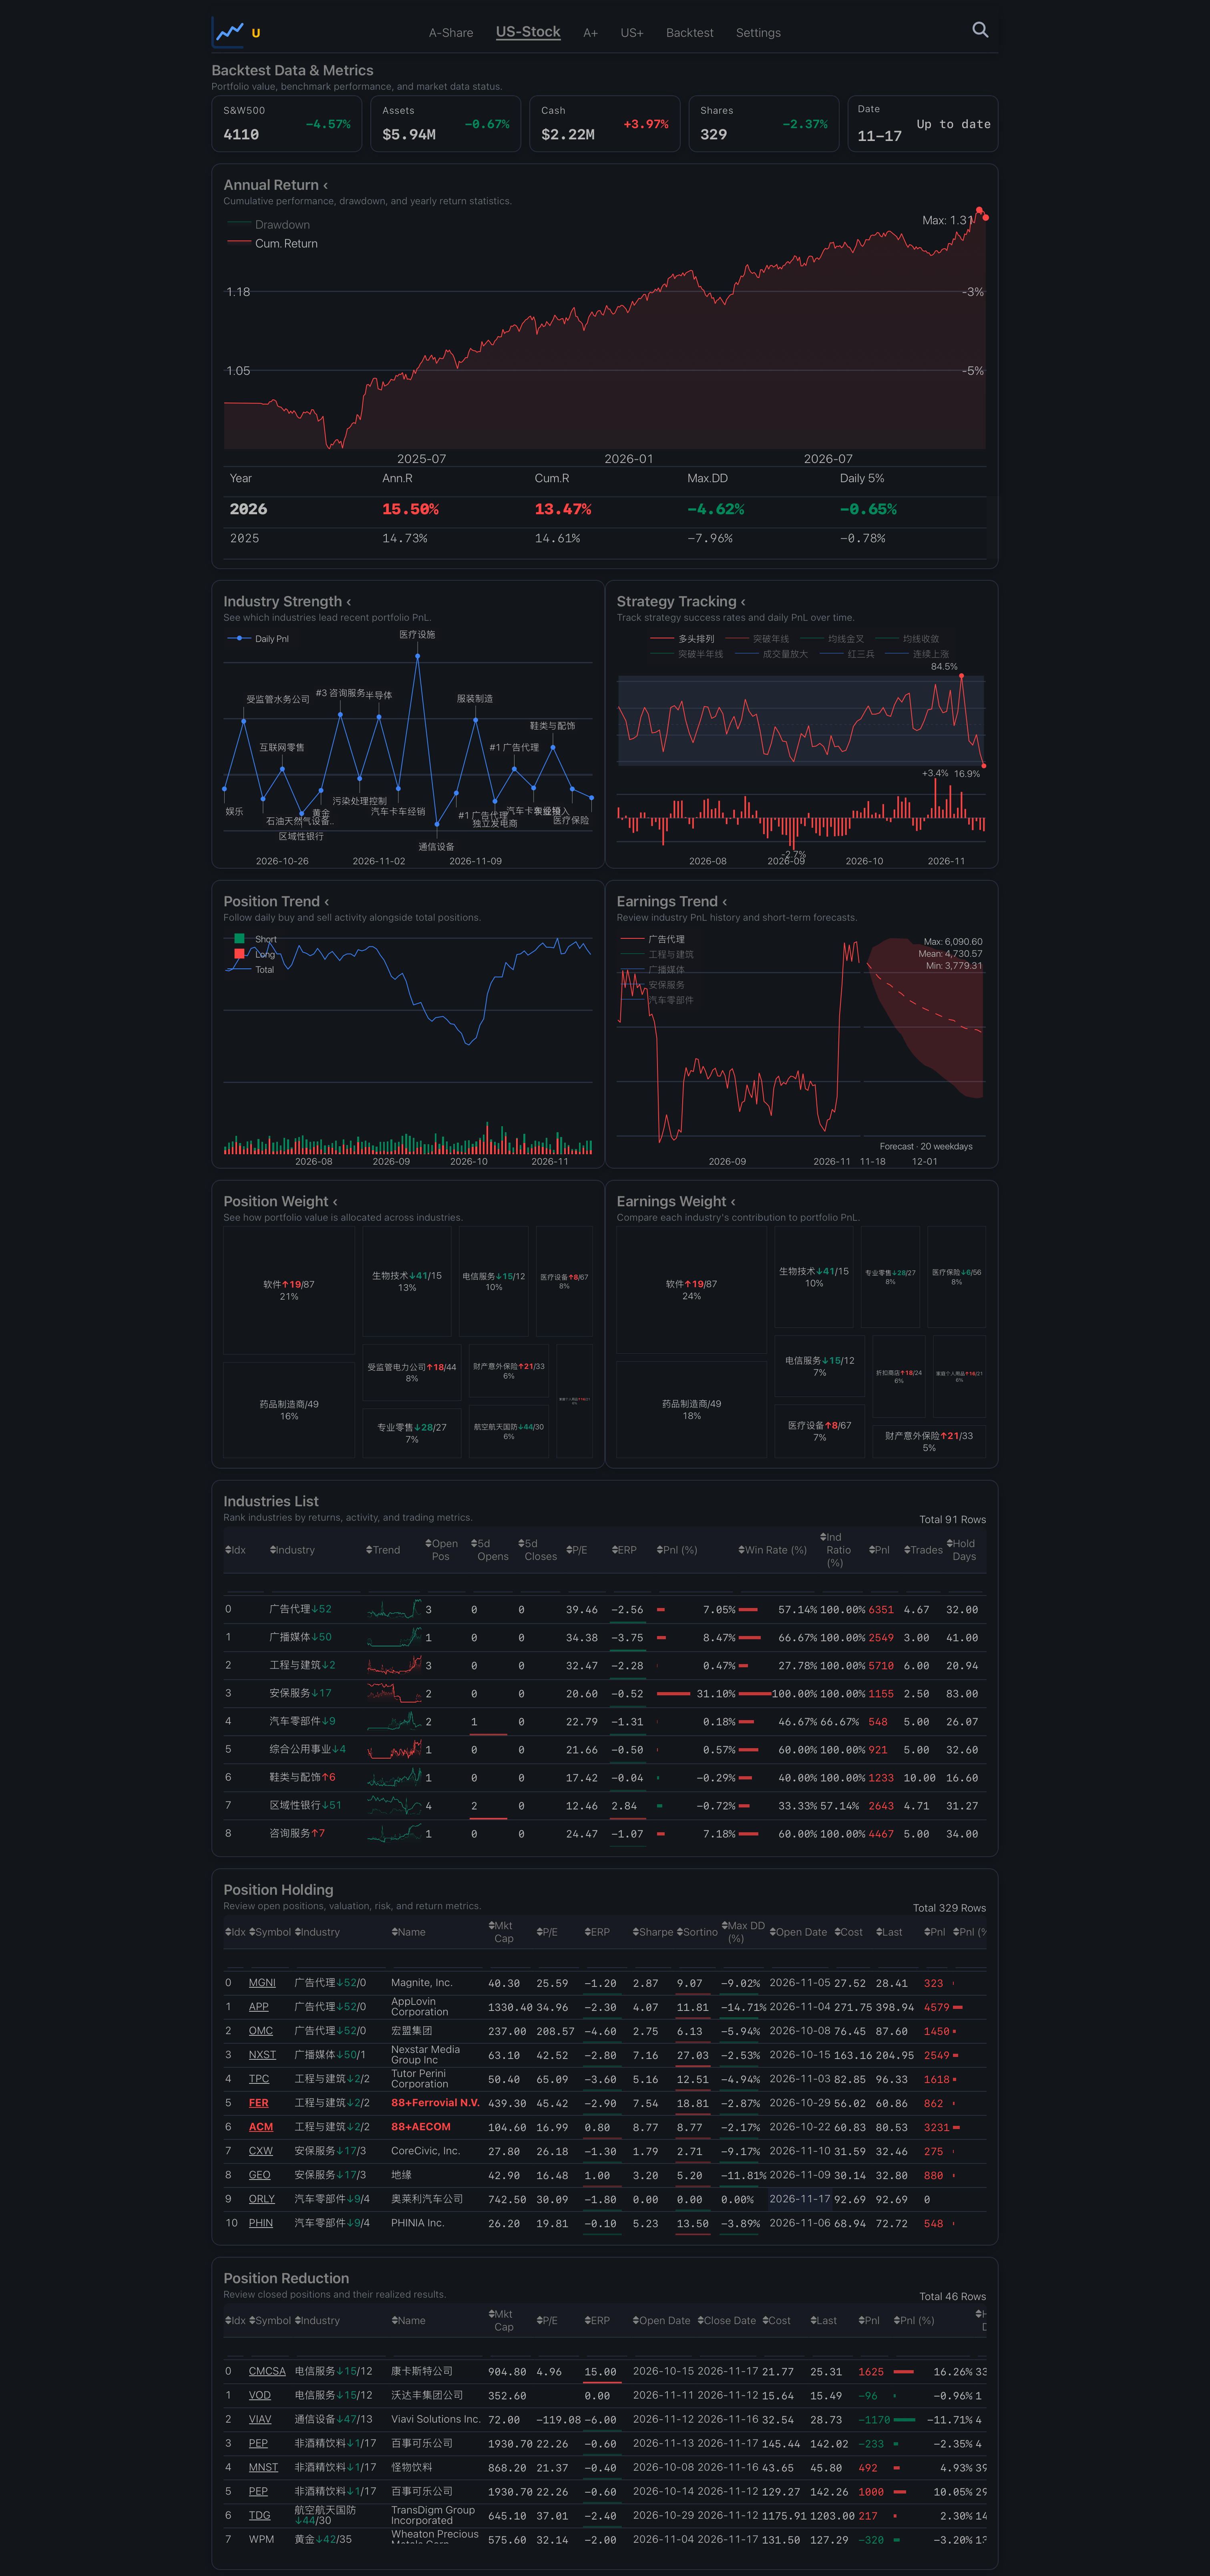 U
A-Share US-Stock A+ US+ Backtest Settings
Backtest Data & Metrics
Portfolio value, benchmark performance, and market data status.
S&W500 4110 -4.57%
Assets $5.94M -0.67%
Cash $2.22M +3.97%
Shares 329 -2.37%
Date 11-17 Up to date
Annual Return ‹
Cumulative performance, drawdown, and yearly return statistics.
Drawdown
Cum. Return
Max: 1.31
1.18 -3%
1.05 -5%
2025-07 2026-01 2026-07
Year Ann.R Cum.R Max.DD Daily 5%
2026 15.50% 13.47% -4.62% -0.65%
2025 14.73% 14.61% -7.96% -0.78%
Industry Strength ‹
See which industries lead recent portfolio PnL.
Daily Pnl
医疗设施
受监管水务公司 #3 咨询服务 半导体 服装制造
鞋类与配饰
互联网零售 #1 广告代理
污染处理控制
娱乐 石油天然气设备.. 黄金 汽车卡车经销 #1 广告代理 汽车卡车经销
区域性银行 独立发电商 医疗保险
通信设备
2026-10-26 2026-11-02 2026-11-09
Strategy Tracking ‹
Track strategy success rates and daily PnL over time.
多头排列 突破年线 均线金叉 均线收敛
突破半年线 成交量放大 红三兵 连续上涨
84.5%
+3.4% 16.9%
-2.7%
2026-08 2026-09 2026-10 2026-11
Position Trend ‹
Follow daily buy and sell activity alongside total positions.
Short
Long
Total
2026-08 2026-09 2026-10 2026-11
Earnings Trend ‹
Review industry PnL history and short-term forecasts.
广告代理
工程与建筑
广播媒体
安保服务
汽车零部件
Max: 6,090.60
Mean: 4,730.57
Min: 3,779.31
Forecast · 20 weekdays
2026-09 2026-11 11-18 12-01
Position Weight ‹
See how portfolio value is allocated across industries.
软件↑19/87
21%
生物技术↓41/15
13%
电信服务↓15/12
10%
医疗设备↑8/67
8%
药品制造商/49
16%
受监管电力公司↑18/44
8%
财产意外保险↑21/33
6%
专业零售↓28/27
7%
航空航天国防↓44/30
6%
Earnings Weight ‹
Compare each industry's contribution to portfolio PnL.
软件↑19/87
24%
生物技术↓41/15
10%
专业零售↓28/27
8%
医疗保险↓6/56
8%
药品制造商/49
18%
电信服务↓15/12
7%
折扣商店↑18/24
6%
家庭个人用品↑19/21
6%
医疗设备↑8/67
7%
财产意外保险↑21/33
5%
Industries List
Rank industries by returns, activity, and trading metrics.
Total 91 Rows
Idx Industry Trend Open Pos 5d Opens 5d Closes P/E ERP Pnl (%) Win Rate (%) Ind Ratio (%) Pnl Trades Hold Days
0 广告代理↓52 3 0 0 39.46 -2.56 7.05% 57.14% 100.00% 6351 4.67 32.00
1 广播媒体↓50 1 0 0 34.38 -3.75 8.47% 66.67% 100.00% 2549 3.00 41.00
2 工程与建筑↓2 3 0 0 32.47 -2.28 0.47% 27.78% 100.00% 5710 6.00 20.94
3 安保服务↓17 2 0 0 20.60 -0.52 31.10% 100.00% 100.00% 1155 2.50 83.00
4 汽车零部件↓9 2 1 0 22.79 -1.31 0.18% 46.67% 66.67% 548 5.00 26.07
5 综合公用事业↓4 1 0 0 21.66 -0.50 0.57% 60.00% 100.00% 921 5.00 32.60
6 鞋类与配饰↑6 1 0 0 17.42 -0.04 -0.29% 40.00% 100.00% 1233 10.00 16.60
7 区域性银行↓51 4 2 0 12.46 2.84 -0.72% 33.33% 57.14% 2643 4.71 31.27
8 咨询服务↑7 1 0 0 24.47 -1.07 7.18% 60.00% 100.00% 4467 5.00 34.00
Position Holding
Review open positions, valuation, risk, and return metrics.
Total 329 Rows
Idx Symbol Industry Name Mkt Cap P/E ERP Sharpe Sortino Max DD (%) Open Date Cost Last Pnl Pnl (%
0 MGNI 广告代理↓52/0 Magnite, Inc. 40.30 25.59 -1.20 2.87 9.07 -9.02% 2026-11-05 27.52 28.41 323
1 APP 广告代理↓52/0 AppLovin Corporation 1330.40 34.96 -2.30 4.07 11.81 -14.71% 2026-11-04 271.75 398.94 4579
2 OMC 广告代理↓52/0 宏盟集团 237.00 208.57 -4.60 2.75 6.13 -5.94% 2026-10-08 76.45 87.60 1450
3 NXST 广播媒体↓50/1 Nexstar Media Group Inc 63.10 42.52 -2.80 7.16 27.03 -2.53% 2026-10-15 163.16 204.95 2549
4 TPC 工程与建筑↓2/2 Tutor Perini Corporation 50.40 65.09 -3.60 5.16 12.51 -4.94% 2026-11-03 82.85 96.33 1618
5 FER 工程与建筑↓2/2 88+Ferrovial N.V. 439.30 45.42 -2.90 7.54 18.81 -2.87% 2026-10-29 56.02 60.86 862
6 ACM 工程与建筑↓2/2 88+AECOM 104.60 16.99 0.80 8.77 8.77 -2.17% 2026-10-22 60.83 80.53 3231
7 CXW 安保服务↓17/3 CoreCivic, Inc. 27.80 26.18 -1.30 1.79 2.71 -9.17% 2026-11-10 31.59 32.46 275
8 GEO 安保服务↓17/3 地缘 42.90 16.48 1.00 3.20 5.20 -11.81% 2026-11-09 30.14 32.80 880
9 ORLY 汽车零部件↓9/4 奥莱利汽车公司 742.50 30.09 -1.80 0.00 0.00 0.00% 2026-11-17 92.69 92.69 0
10 PHIN 汽车零部件↓9/4 PHINIA Inc. 26.20 19.81 -0.10 5.23 13.50 -3.89% 2026-11-06 68.94 72.72 548
Position Reduction
Review closed positions and their realized results.
Total 46 Rows
Idx Symbol Industry Name Mkt Cap P/E ERP Open Date Close Date Cost Last Pnl Pnl (%)
0 CMCSA 电信服务↓15/12 康卡斯特公司 904.80 4.96 15.00 2026-10-15 2026-11-17 21.77 25.31 1625 16.26% 33
1 VOD 电信服务↓15/12 沃达丰集团公司 352.60 0.00 2026-11-11 2026-11-12 15.64 15.49 -96 -0.96% 1
2 VIAV 通信设备↓47/13 Viavi Solutions Inc. 72.00 -119.08 -6.00 2026-11-12 2026-11-16 32.54 28.73 -1170 -11.71% 4
3 PEP 非酒精饮料↓1/17 百事可乐公司 1930.70 22.26 -0.60 2026-11-13 2026-11-17 145.44 142.02 -233 -2.35% 4
4 MNST 非酒精饮料↓1/17 怪物饮料 868.20 21.37 -0.40 2026-10-08 2026-11-16 43.65 45.80 492 4.93% 39
5 PEP 非酒精饮料↓1/17 百事可乐公司 1930.70 22.26 -0.60 2026-10-14 2026-11-12 129.27 142.26 1000 10.05% 29
6 TDG 航空航天国防↓44/30 TransDigm Group Incorporated 645.10 37.01 -2.40 2026-10-29 2026-11-12 1175.91 1203.00 217 2.30% 14
7 WPM 黄金↓42/35 Wheaton Precious 575.60 32.14 -2.00 2026-11-04 2026-11-17 131.50 127.29 -320 -3.20% 13